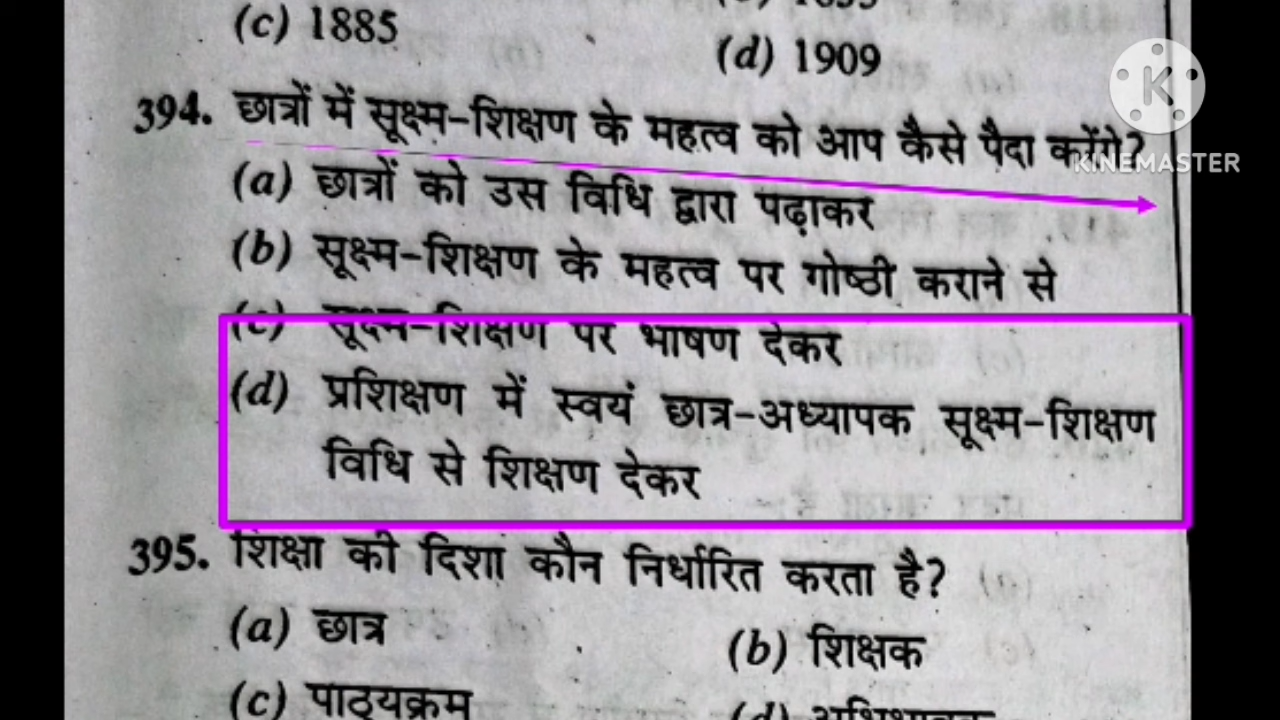 (c) 1885
(d) 1909
394. छात्रों में सूक्ष्म-शिक्षण के महत्व को आप कैसे पैदा करेंगे?
KINEMASTER
(a) छात्रों को उस विधि द्वारा पढ़ाकर
(b) सूक्ष्म-शिक्षण के महत्व पर गोष्ठी कराने से
(c) सूक्ष्म-शिक्षण पर भाषण देकर
(d) प्रशिक्षण में स्वयं छात्र-अध्यापक सूक्ष्म-शिक्षण
विधि से शिक्षण देकर
395. शिक्षा की दिशा कौन निर्धारित करता है?
(a) छात्र
(b) शिक्षक
(c) पाठ्यक्रम